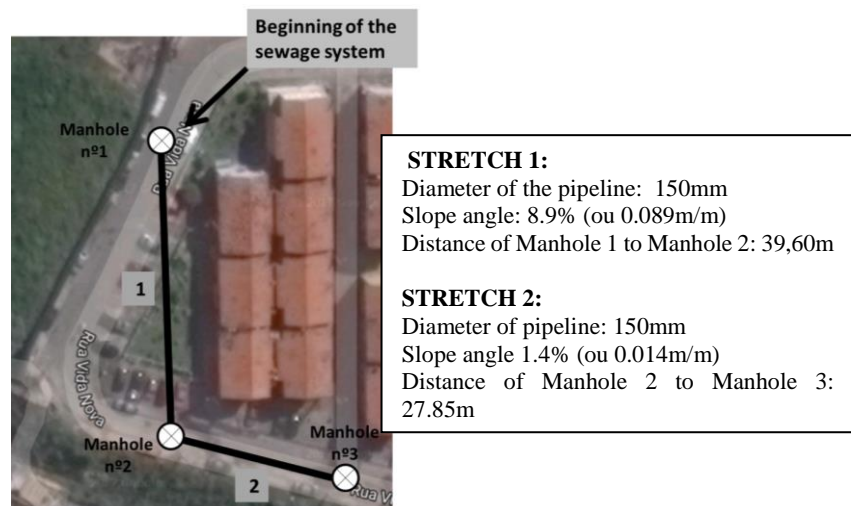 Beginning of the
sewage system
Manhole
nº1
Rua Vida Nova
1
Rua Vida Nova
Manhole
nº2
2
Manhole
nº3
Rua V
STRETCH 1:
Diameter of the pipeline: 150mm
Slope angle: 8.9% (ou 0.089m/m)
Distance of Manhole 1 to Manhole 2: 39,60m
STRETCH 2:
Diameter of pipeline: 150mm
Slope angle 1.4% (ou 0.014m/m)
Distance of Manhole 2 to Manhole 3:
27.85m